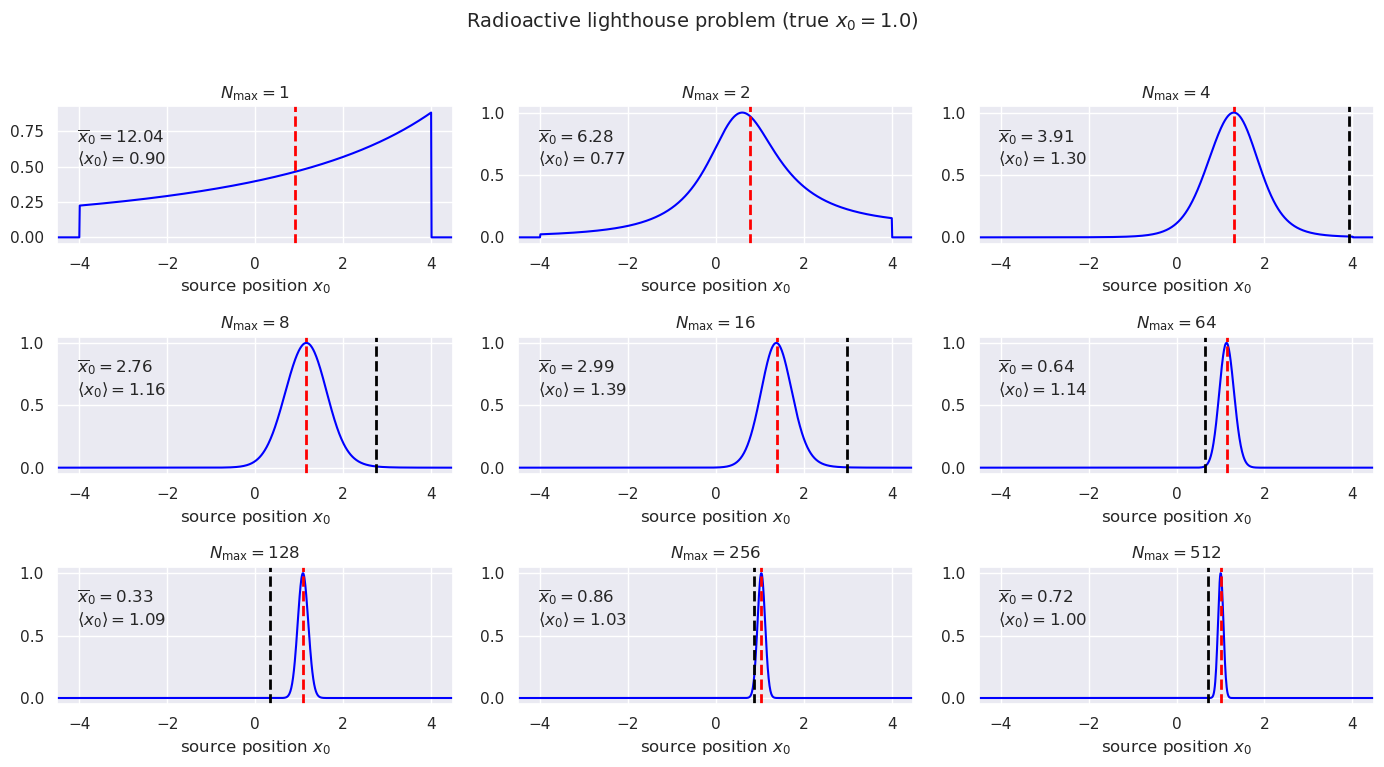 Radioactive lighthouse problem (true x₀ = 1.0)
N_max = 1
x̅₀ = 12.04
⟨x₀⟩ = 0.90
0.75
0.50
0.25
0.00
−4 −2 0 2 4
source position x₀
N_max = 2
x̅₀ = 6.28
⟨x₀⟩ = 0.77
1.0
0.5
0.0
−4 −2 0 2 4
source position x₀
N_max = 4
x̅₀ = 3.91
⟨x₀⟩ = 1.30
1.0
0.5
0.0
−4 −2 0 2 4
source position x₀
N_max = 8
x̅₀ = 2.76
⟨x₀⟩ = 1.16
1.0
0.5
0.0
−4 −2 0 2 4
source position x₀
N_max = 16
x̅₀ = 2.99
⟨x₀⟩ = 1.39
1.0
0.5
0.0
−4 −2 0 2 4
source position x₀
N_max = 64
x̅₀ = 0.64
⟨x₀⟩ = 1.14
1.0
0.5
0.0
−4 −2 0 2 4
source position x₀
N_max = 128
x̅₀ = 0.33
⟨x₀⟩ = 1.09
1.0
0.5
0.0
−4 −2 0 2 4
source position x₀
N_max = 256
x̅₀ = 0.86
⟨x₀⟩ = 1.03
1.0
0.5
0.0
−4 −2 0 2 4
source position x₀
N_max = 512
x̅₀ = 0.72
⟨x₀⟩ = 1.00
1.0
0.5
0.0
−4 −2 0 2 4
source position x₀